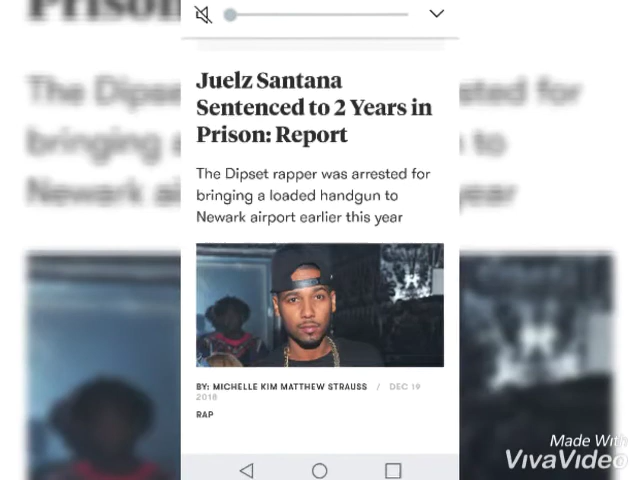 Juelz Santana
Sentenced to 2 Years in
Prison: Report
The Dipset rapper was arrested for
bringing a loaded handgun to
Newark airport earlier this year
BY: MICHELLE KIM MATTHEW STRAUSS / DEC 19
2018
RAP
Made With
VivaVideo